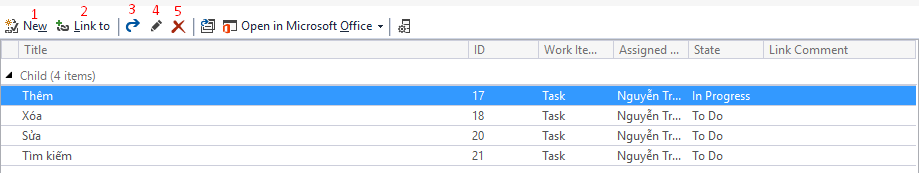 1 2 3 4 5
New Link to Open in Microsoft Office
Title ID Work Ite... Assigned ... State Link Comment
Child (4 items)
Thêm 17 Task Nguyễn Tr... In Progress
Xóa 18 Task Nguyễn Tr... To Do
Sửa 20 Task Nguyễn Tr... To Do
Tìm kiếm 21 Task Nguyễn Tr... To Do